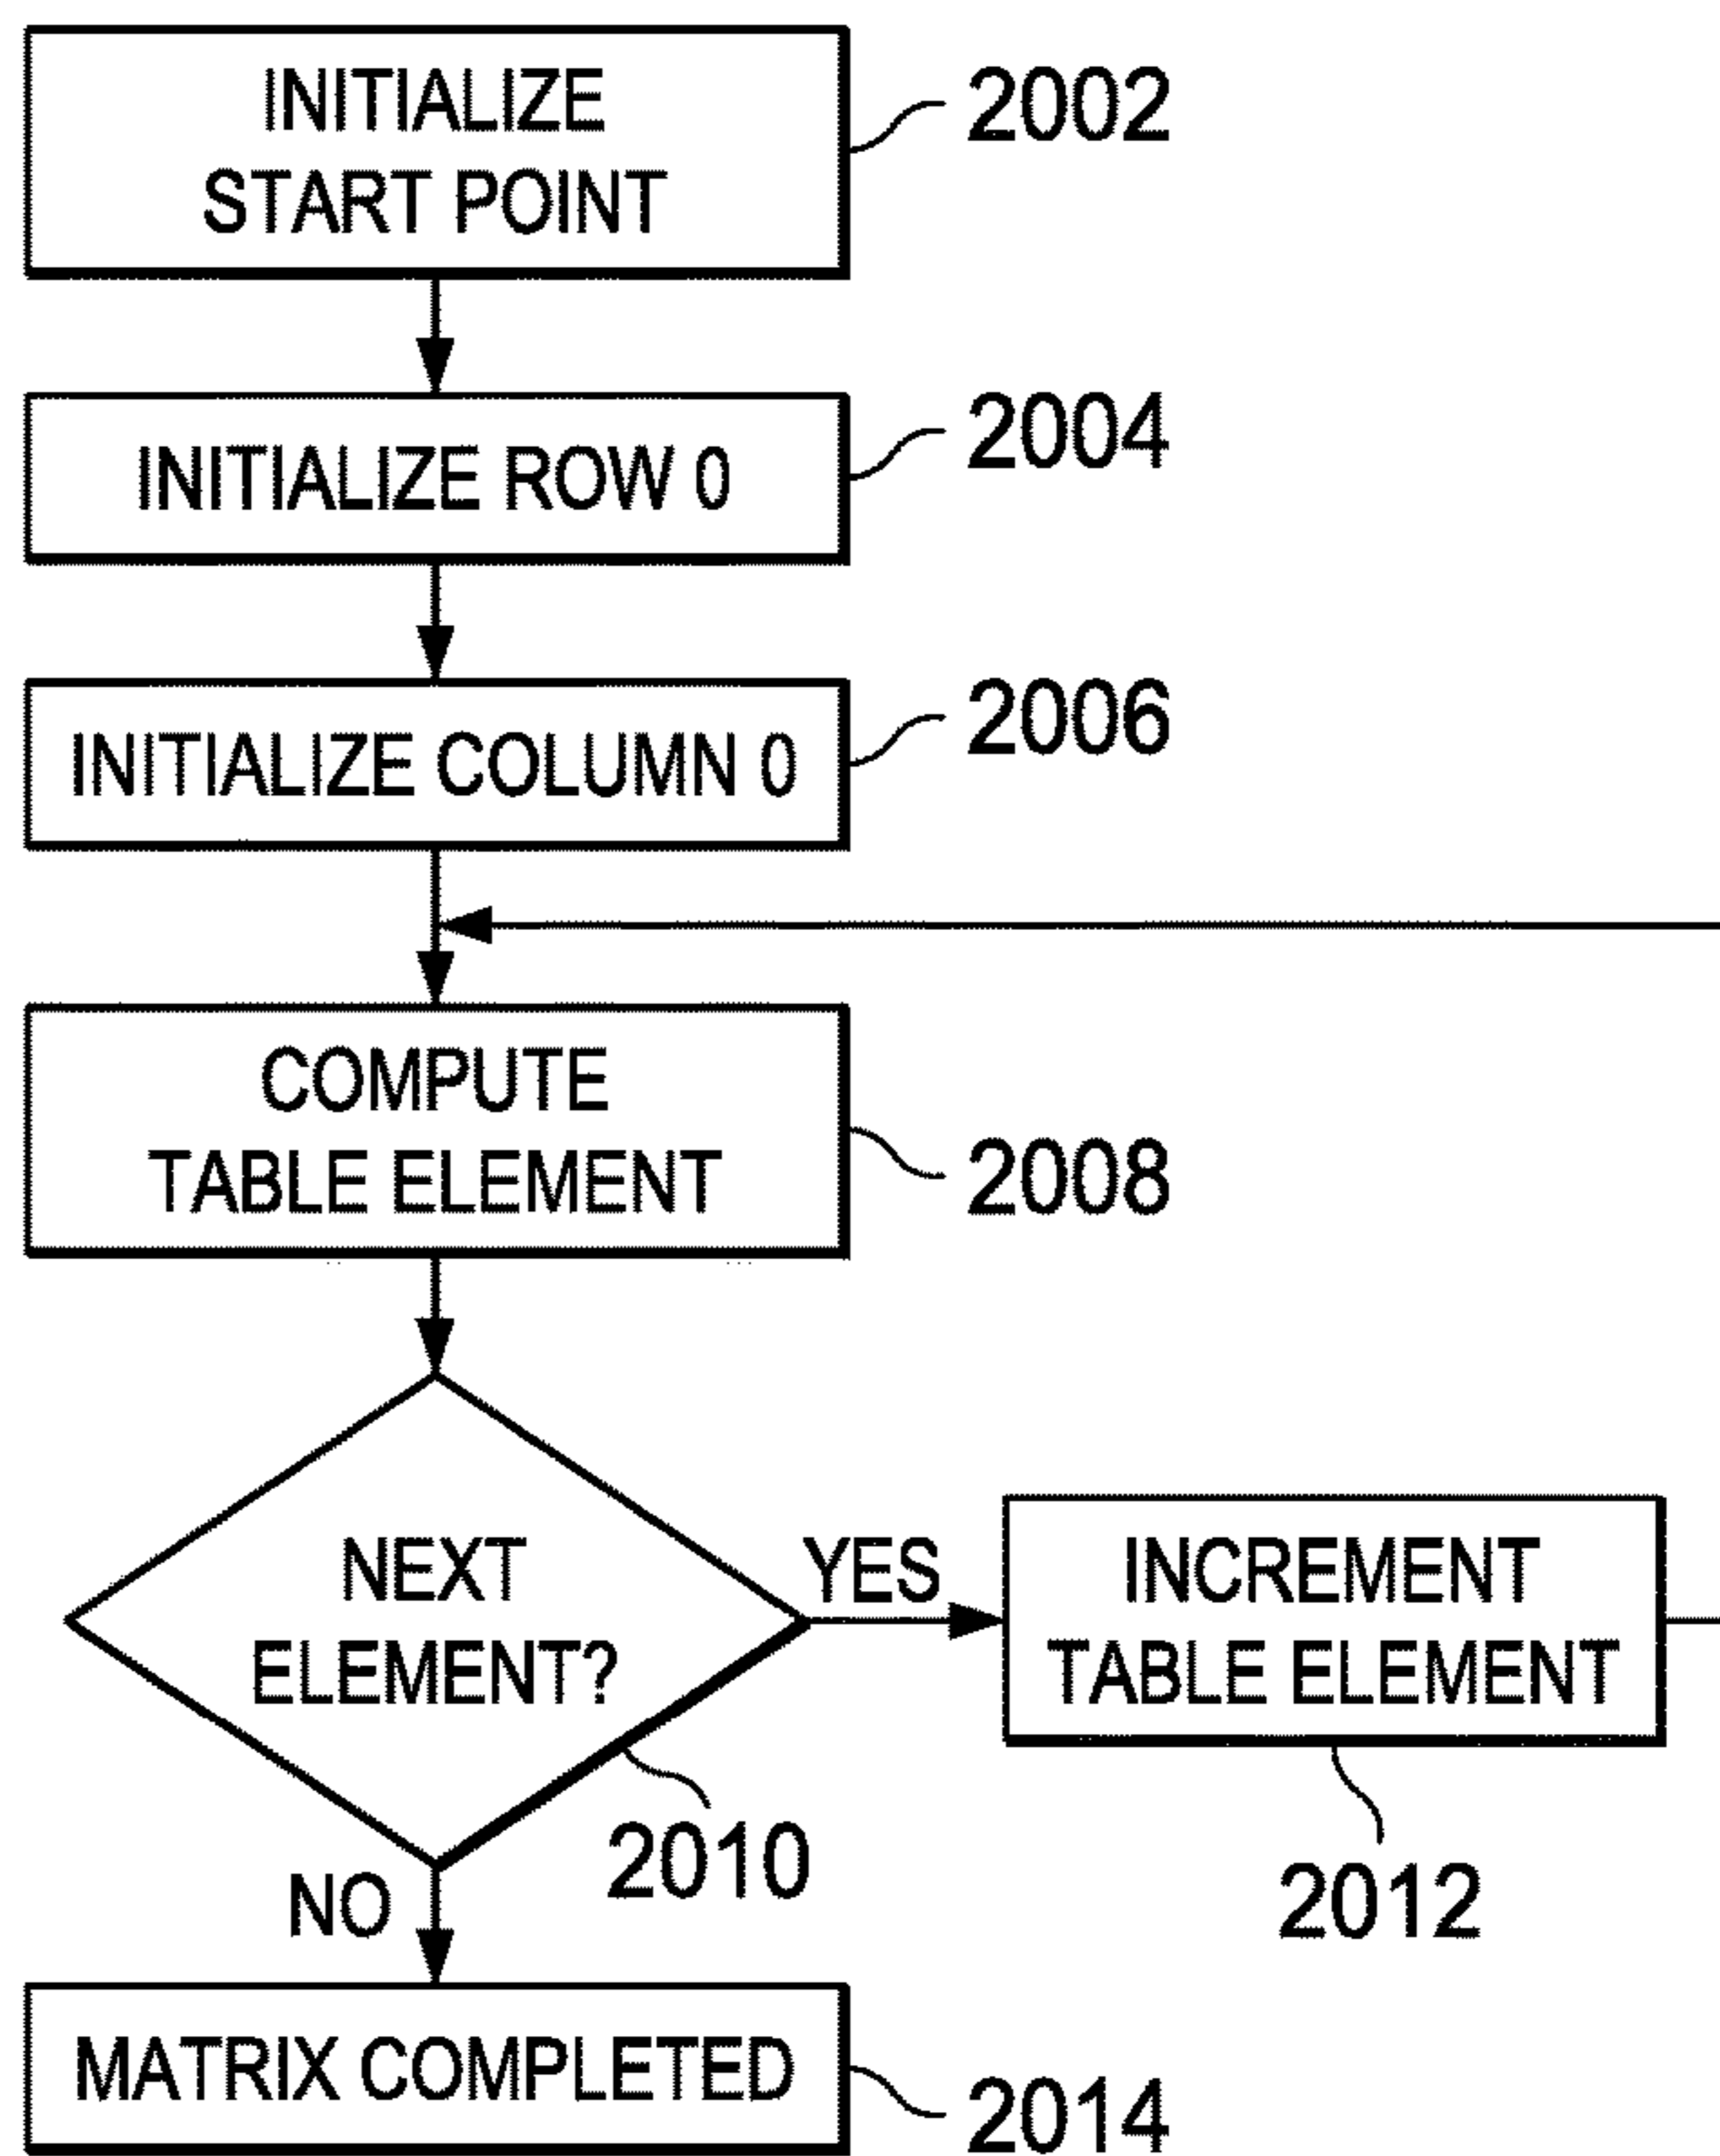 INITIALIZE
START POINT
2002
INITIALIZE ROW 0
2004
INITIALIZE COLUMN 0
2006
COMPUTE
TABLE ELEMENT
2008
NEXT
ELEMENT?
2010
YES
INCREMENT
TABLE ELEMENT
2012
NO
MATRIX COMPLETED
2014